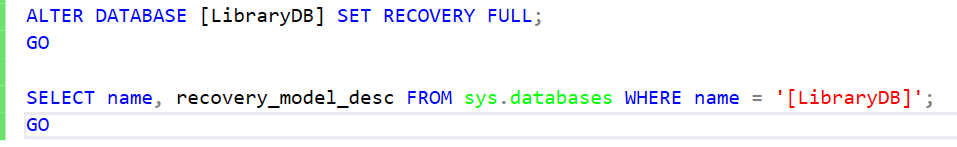 ALTER DATABASE [LibraryDB] SET RECOVERY FULL;
GO
SELECT name, recovery_model_desc FROM sys.databases WHERE name = '[LibraryDB]';
GO